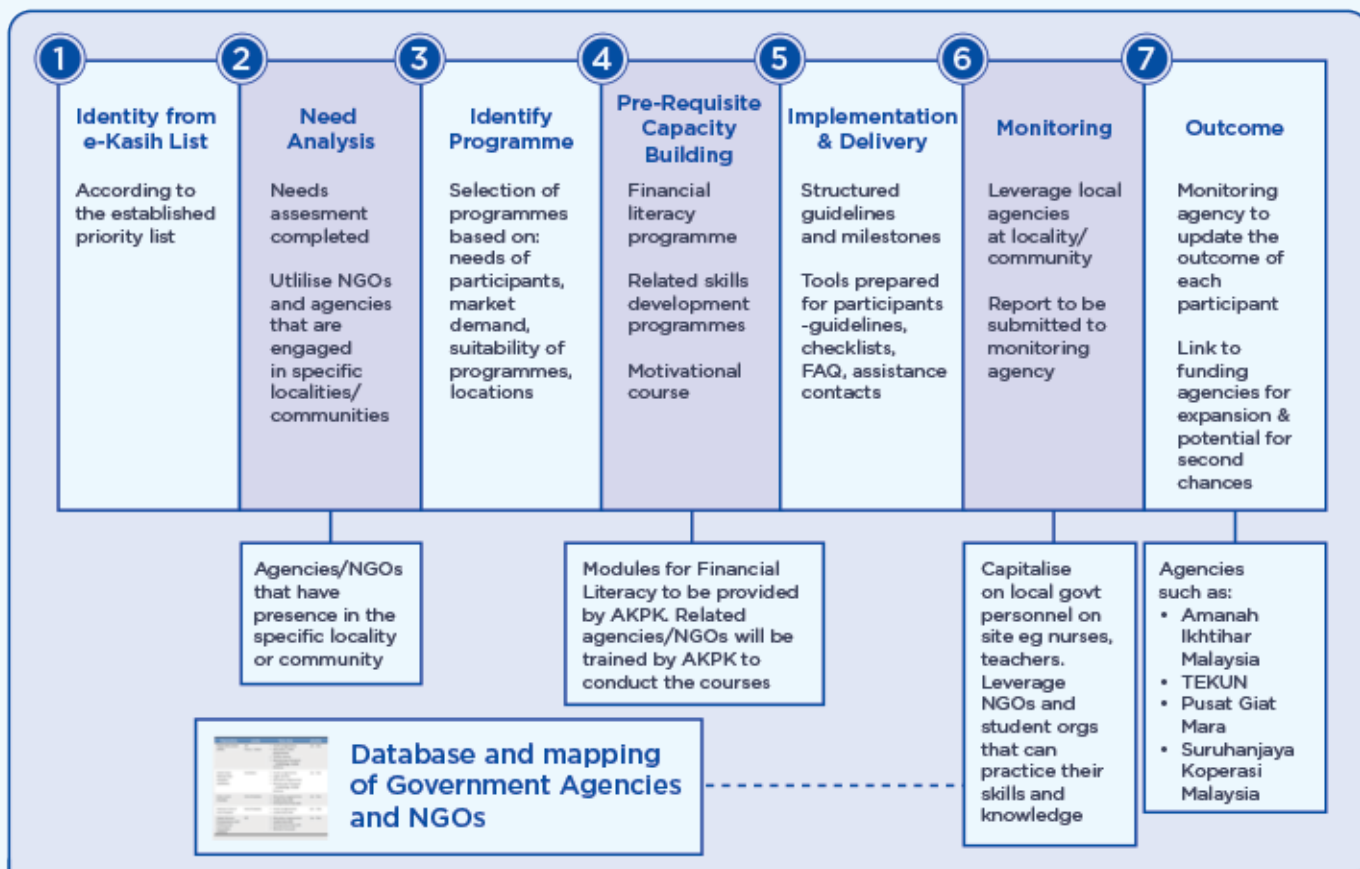 1
Identity from
e-Kasih List
According to
the established
priority list
2
Need
Analysis
Needs
assesment
completed
Utlilise NGOs
and agencies
that are
engaged
in specific
localities/
communities
3
Identify
Programme
Selection of
programmes
based on:
needs of
participants,
market
demand,
suitability of
programmes,
locations
4
Pre-Requisite
Capacity
Building
Financial
literacy
programme
Related skills
development
programmes
Motivational
course
5
Implementation
& Delivery
Structured
guidelines
and milestones
Tools prepared
for participants
-guidelines,
checklists,
FAQ, assistance
contacts
6
Monitoring
Leverage local
agencies
at locality/
community
Report to be
submitted to
monitoring
agency
7
Outcome
Monitoring
agency to
update the
outcome of
each
participant
Link to
funding
agencies for
expansion &
potential for
second
chances
Agencies/NGOs
that have
presence in the
specific locality
or community
Modules for Financial
Literacy to be provided
by AKPK. Related
agencies/NGOs will be
trained by AKPK to
conduct the courses
Capitalise
on local govt
personnel on
site eg nurses,
teachers.
Leverage
NGOs and
student orgs
that can
practice their
skills and
knowledge
Agencies
such as:
• Amanah
Ikhtihar
Malaysia
• TEKUN
• Pusat Giat
Mara
• Suruhanjaya
Koperasi
Malaysia
Database and mapping
of Government Agencies
and NGOs